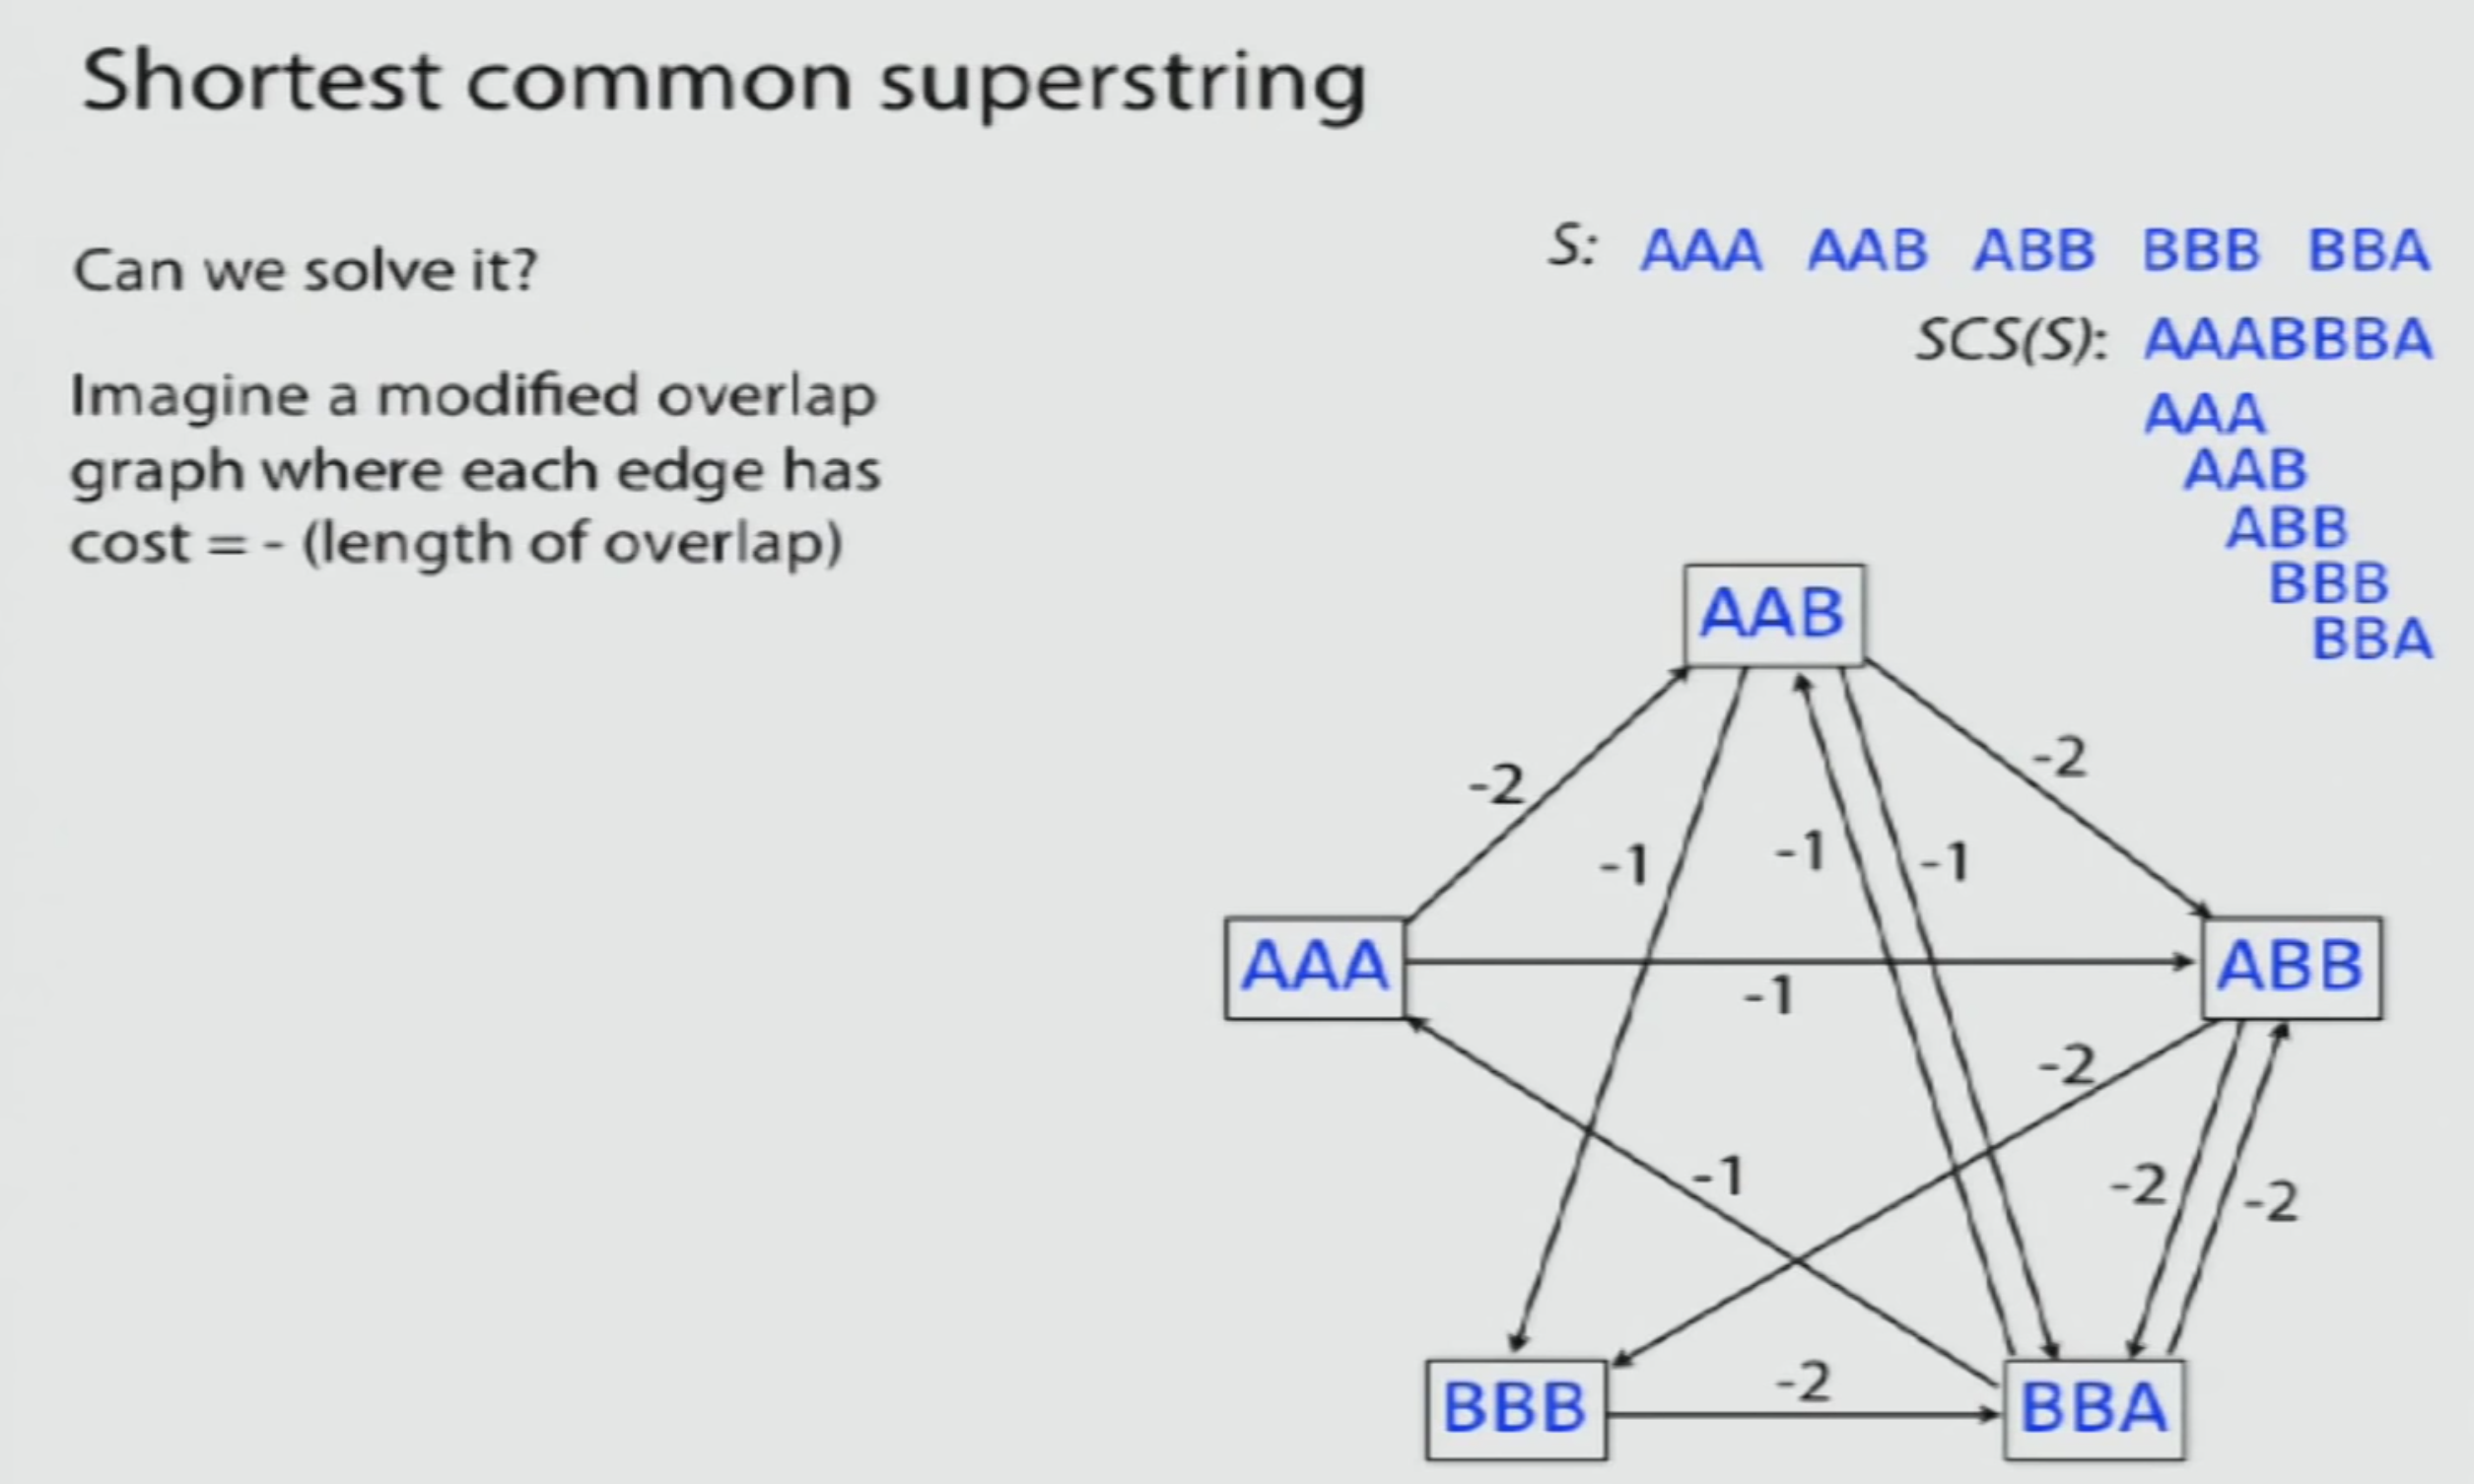 Shortest common superstring
Can we solve it?
Imagine a modified overlap
graph where each edge has
cost = - (length of overlap)
S: AAA AAB ABB BBB BBA
SCS(S): AAABBBA
AAA
AAB
ABB
BBB
BBA
AAB
-2
-2
-1
-1
-1
AAA
ABB
-1
-2
-1
-2
-2
-2
BBB
BBA